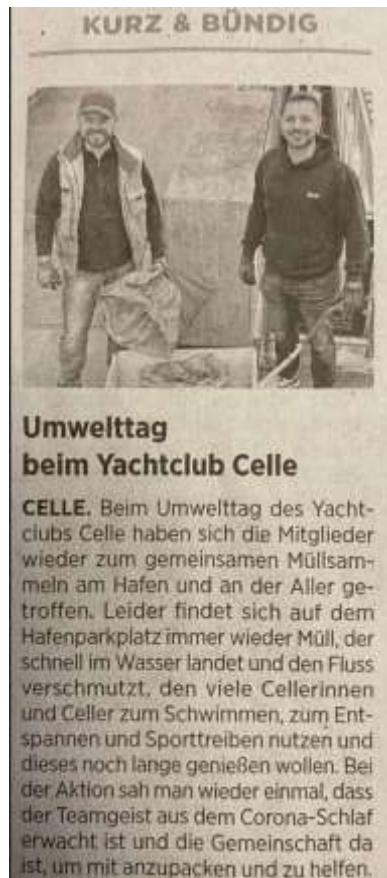 KURZ & BÜNDIG
Umwelttag
beim Yachtclub Celle
CELLE. Beim Umwelttag des Yacht-
clubs Celle haben sich die Mitglieder
wieder zum gemeinsamen Müllsam-
meln am Hafen und an der Aller ge-
troffen. Leider findet sich auf dem
Hafenparkplatz immer wieder Müll, der
schnell im Wasser landet und den Fluss
verschmutzt, den viele Cellerinnen
und Celler zum Schwimmen, zum Ent-
spannen und Sporttreiben nutzen und
dieses noch lange genießen wollen. Bei
der Aktion sah man wieder einmal, dass
der Teamgeist aus dem Corona-Schlaf
erwacht ist und die Gemeinschaft da
ist, um mit anzupacken und zu helfen.